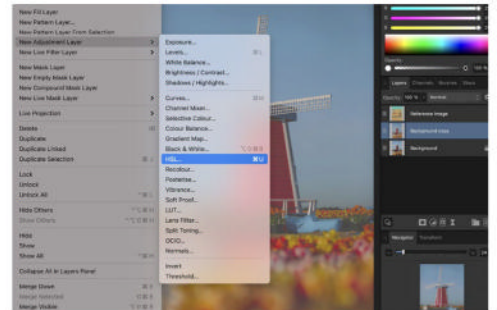 New Fill Layer
New Pattern Layer...
New Pattern Layer From Selection
New Adjustment Layer
New Live Filter Layer
New Mask Layer
New Empty Mask Layer
New Compound Mask Layer
New Live Mask Layer
Live Projection
Delete
Duplicate
Duplicate Linked
Duplicate Selection
Lock
Unlock
Unlock All
Hide Others
Show Others
Hide
Show
Show All
Collapse All in Layers Panel
Merge Down
Merge Selected
Merge Visible
Exposure...
Levels... ⌘L
White Balance...
Brightness / Contrast...
Shadows / Highlights...
Curves... ⌘M
Channel Mixer...
Selective Colour...
Colour Balance...
Gradient Map...
Black & White...
HSL... ⌘U
Recolour...
Posterise...
Vibrance...
Soft Proof...
LUT...
Lens Filter...
Split Toning...
OCIO...
Normals...
Invert
Threshold...
Opacity
100 %
Layers Channels
Opacity 100 % Normal
Reference Image
Background
Navigator Transform